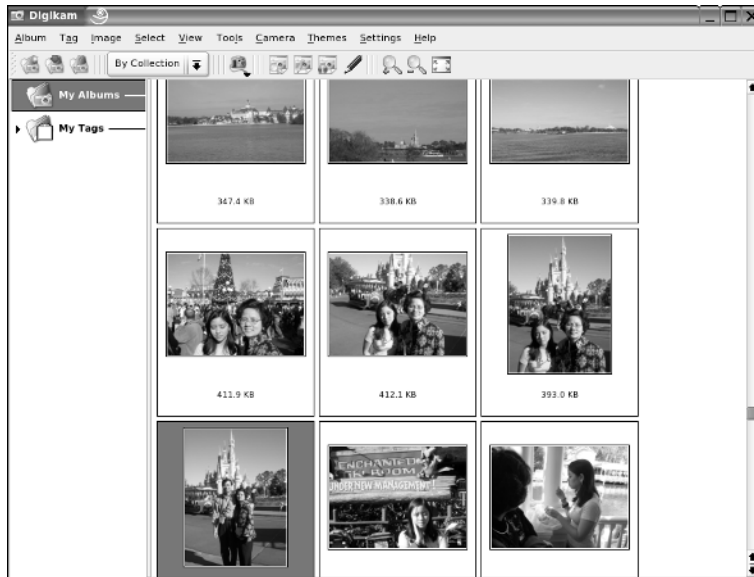 Digikam
Album Tag Image Select View Tools Camera Themes Settings Help
By Collection
My Albums
My Tags
347.4 KB 338.6 KB 339.8 KB
411.9 KB 412.1 KB 393.0 KB
ENCHANTED
ROOM
UNDER NEW MANAGEMENT!